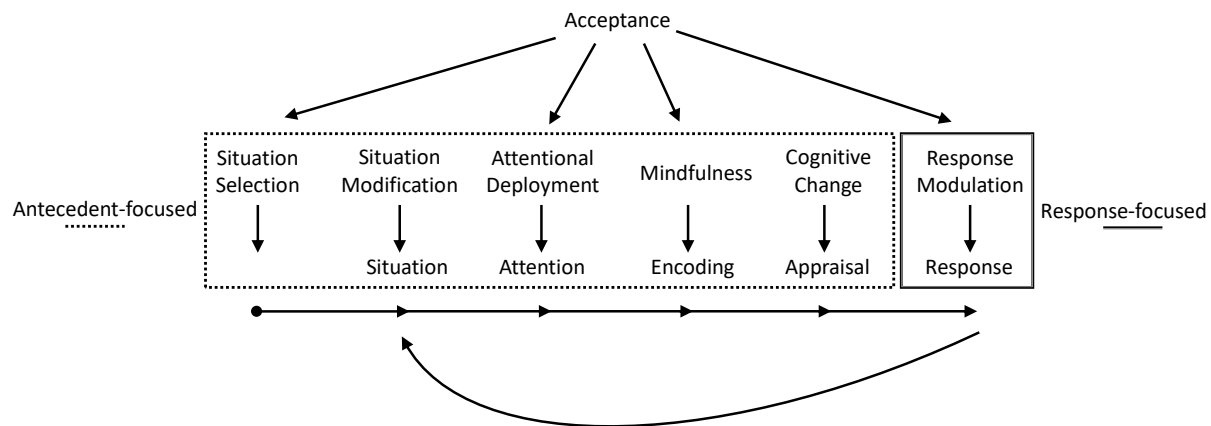 Acceptance
Situation
Selection
Situation
Modification
Attentional
Deployment
Mindfulness
Cognitive
Change
Response
Modulation
Antecedent-focused
Response-focused
Situation
Attention
Encoding
Appraisal
Response